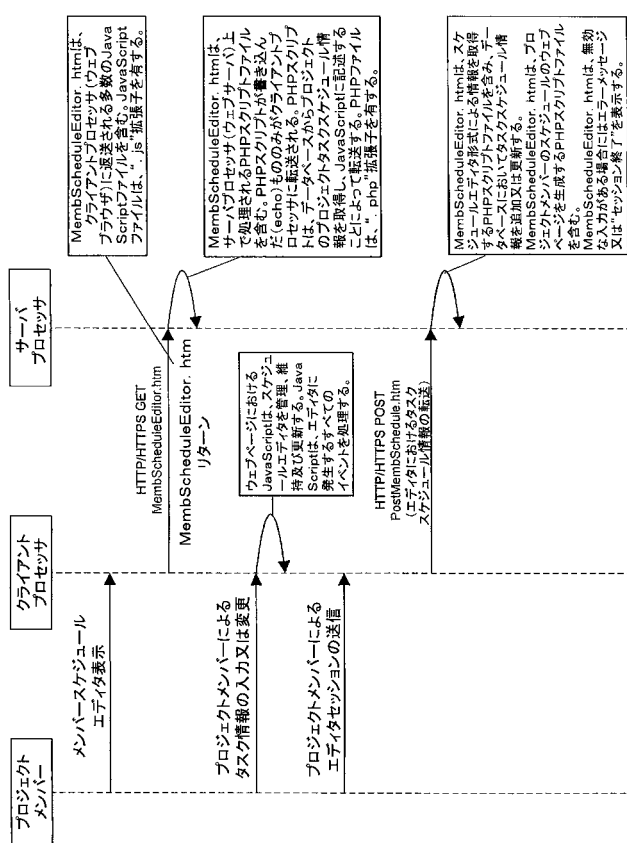 プロジェクト
メンバー
クライアント
プロセッサ
サーバ
プロセッサ
メンバースケジュール
エディタ表示
HTTP/HTTPS GET
MembScheduleEditor.htm
MembScheduleEditor. htm
リターン
MembScheduleEditor. htmは、
クライアントプロセッサ(ウェブ
ブラウザ)に返送される多数のJava
Scriptファイルを含む。JavaScript
ファイルは、“. js”拡張子を有する。
MembScheduleEditor. htmは、
サーバプロセッサ(ウェブサーバ)上
で処理されるPHPスクリプトファイル
を含む。PHPスクリプトが書き込ん
だ(echo)もののみがクライアントプ
ロセッサに転送される。PHPスクリプ
トは、データベースからプロジェクト
のプロジェクトタスクスケジュール情
報を取得し、JavaScriptに記述する
ことによって転送する。PHPファイル
は、“. php”拡張子を有する。
プロジェクトメンバーによる
タスク情報の入力又は変更
ウェブページにおける
JavaScriptは、スケジュ
ールエディタを管理、維
持及び更新する。Java
Scriptは、エディタに
発生するすべての
イベントを処理する。
プロジェクトメンバーによる
エディタセッションの送信
HTTP/HTTPS POST
PostMembSchedule.htm
(エディタにおけるタスク
スケジュール情報の転送)
MembScheduleEditor. htmは、スケ
ジュールエディタ形式による情報を取得
するPHPスクリプトファイルを含み、デー
タベースにおいてタスクスケジュール情
報を追加又は更新する。
MembScheduleEditor. htmは、プロ
ジェクトメンバーのスケジュールのウェブ
ページを生成するPHPスクリプトファイル
を含む。
MembScheduleEditor. htmは、無効
な入力がある場合にはエラーメッセージ
又は“セッション終了”を表示する。